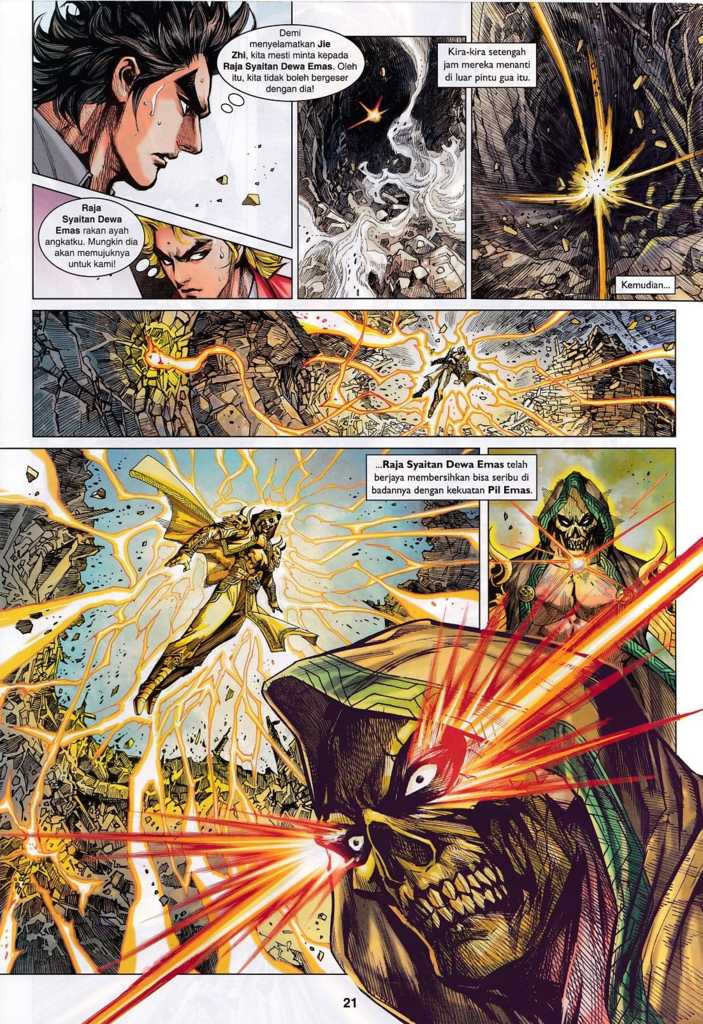 Demi
menyelamatkan Jie
Zhi, kita mesti minta kepada
Raja Syaitan Dewa Emas. Oleh
itu, kita tidak boleh bergeser
dengan dia!
Kira-kira setengah
jam mereka menanti
di luar pintu gua itu.
Raja
Syaitan Dewa
Emas rakan ayah
angkatku. Mungkin dia
akan memujuknya
untuk kami!
Kemudian...
...Raja Syaitan Dewa Emas telah
berjaya membersihkan bisa seribu di
badannya dengan kekuatan Pil Emas.
21